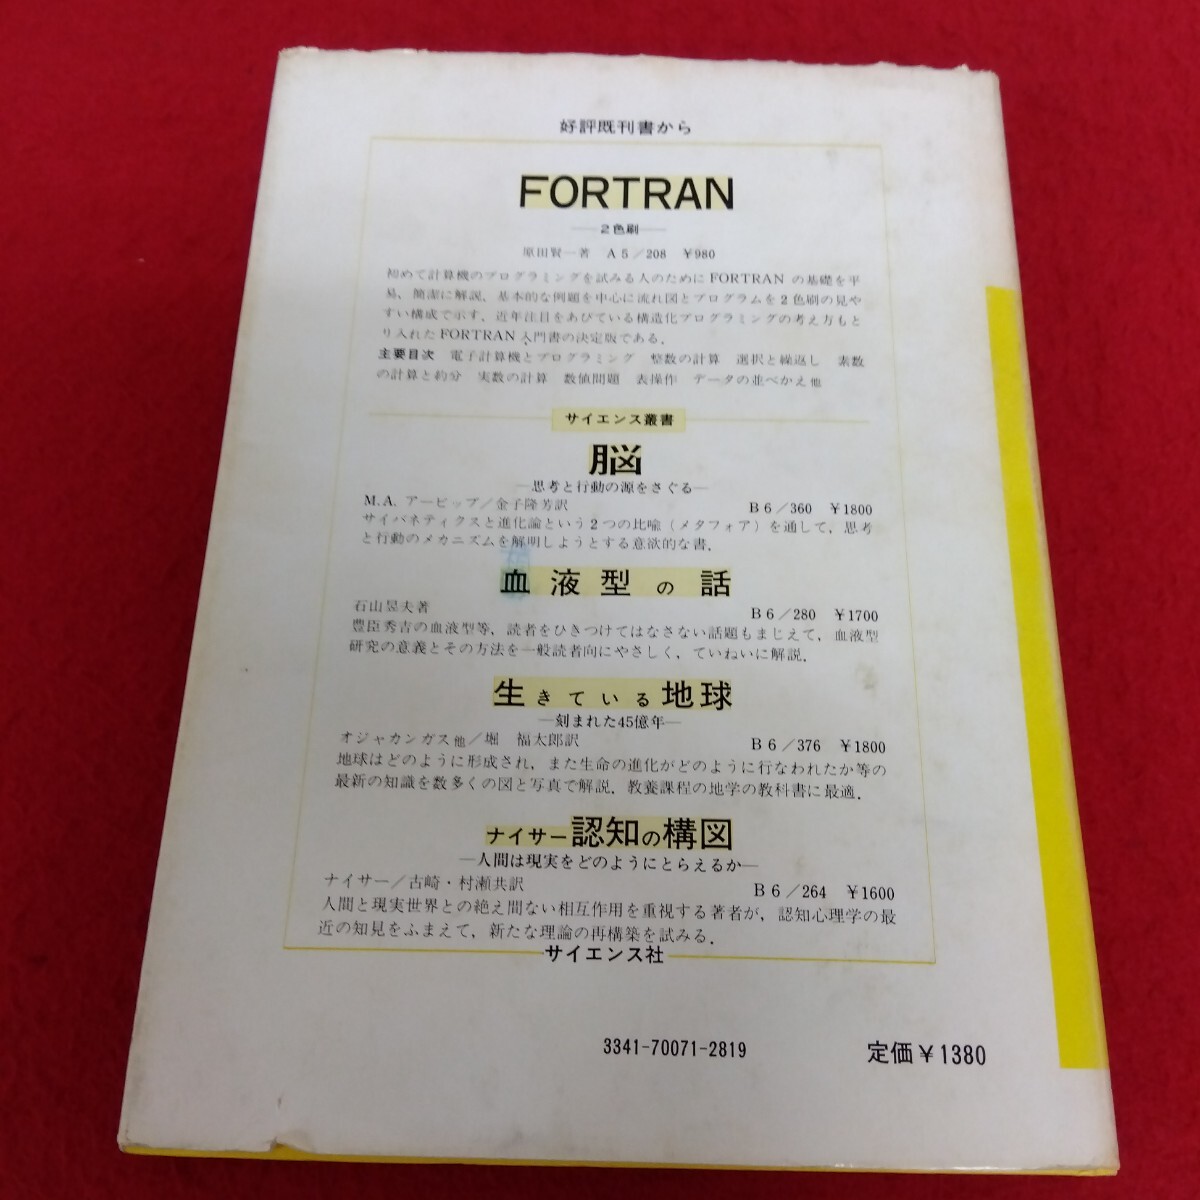 好評既刊書から
FORTRAN
2色刷
原田賢一著　A5／208　¥980
初めて計算機のプログラミングを試みる人のために FORTRAN の基礎を平
易、簡潔に解説、基本的な例題を中心に流れ図とプログラムを2色刷の見や
すい構成で示す、近年注目をあびている構造化プログラミングの考え方もと
り入れた FORTRAN 入門書の決定版である．
主要目次　電子計算機とプログラミング　整数の計算　選択と繰返し　素数
の計算と約分　実数の計算　数値問題　表操作　データの並べかえ他
サイエンス叢書
脳
―思考と行動の源をさぐる―
M.A. アービッブ／金子隆芳訳　B6／360　¥1800
サイバネティクスと進化論という2つの比喩（メタフォア）を通して，思考
と行動のメカニズムを解明しようとする意欲的な書．
血液型の話
石山昱夫著　B6／280　¥1700
豊臣秀吉の血液型等，読者をひきつけてはなさない話題もまじえて，血液型
研究の意義とその方法を一般読者向にやさしく，ていねいに解説．
生きている地球
―刻まれた45億年―
オジャカンガス他／堀　福太郎訳　B6／376　¥1800
地球はどのように形成され，また生命の進化がどのように行なわれたか等の
最新の知識を数多くの図と写真で解説．教養課程の地学の教科書に最適．
ナイサー認知の構図
―人間は現実をどのようにとらえるか―
ナイサー／古崎・村瀬共訳　B6／264　¥1600
人間と現実世界との絶え間ない相互作用を重視する著者が，認知心理学の最
近の知見をふまえて，新たな理論の再構築を試みる．
サイエンス社
3341-70071-2819
定価¥1380